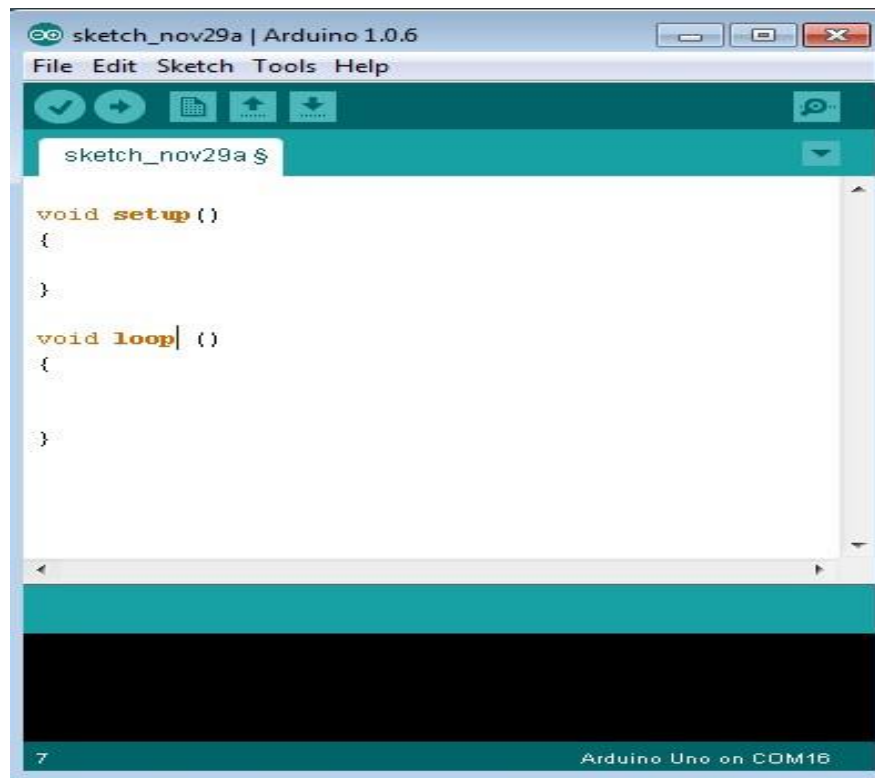 sketch_nov29a | Arduino 1.0.6
File Edit Sketch Tools Help
sketch_nov29a §
void setup()
{
}
void loop ()
{
}
7 Arduino Uno on COM16